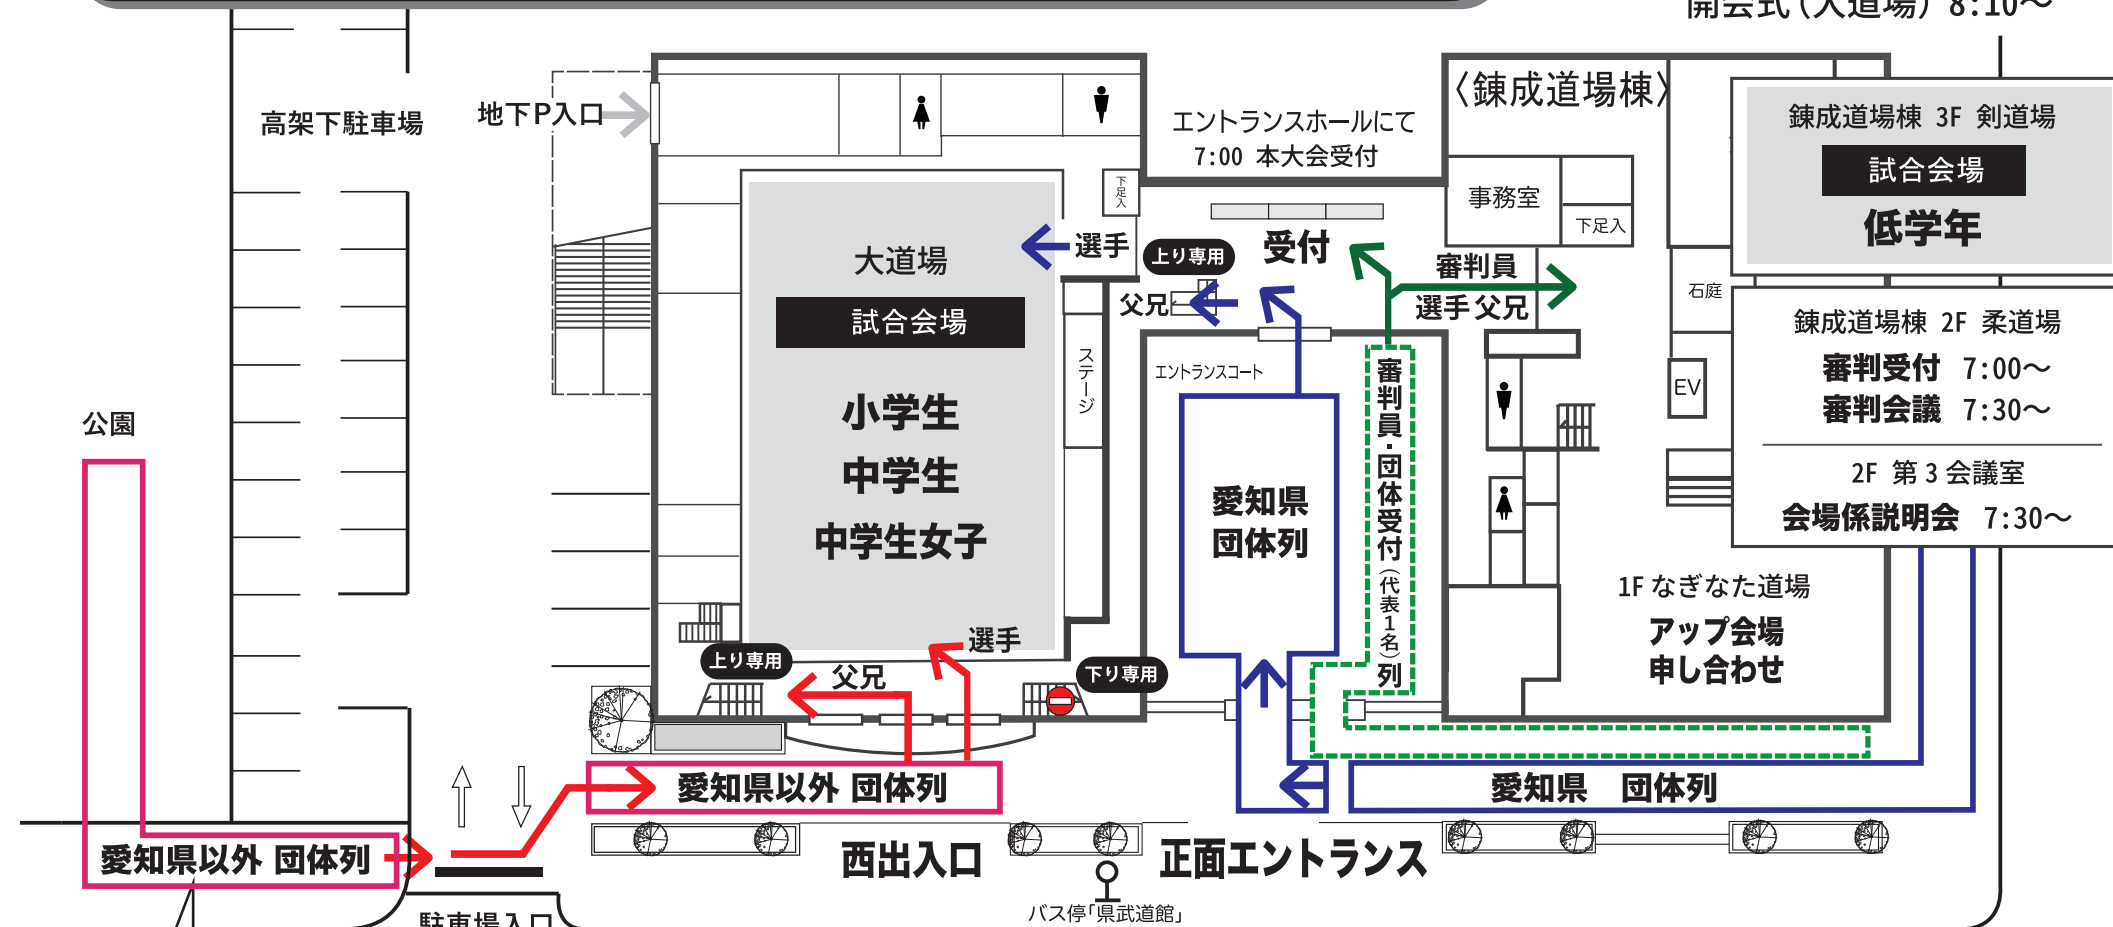 開会式(大道場) 8:10～
高架下駐車場
地下P入口
公園
愛知県以外 団体列
駐車場入口
下足入
大道場
試合会場
小学生
中学生
中学生女子
選手
ステージ
上り専用
父兄
選手
下り専用
愛知県以外 団体列
西出入口
バス停「県武道館」
エントランスホールにて
7:00 本大会受付
受付
上り専用
父兄
審判員
選手 父兄
エントランスコート
愛知県
団体列
審判員・団体受付(代表1名)列
愛知県 団体列
正面エントランス
〈錬成道場棟〉
事務室
下足入
石庭
EV
錬成道場棟 3F 剣道場
試合会場
低学年
錬成道場棟 2F 柔道場
審判受付 7:00～
審判会議 7:30～
2F 第3会議室
会場係説明会 7:30～
1Fなぎなた道場
アップ会場
申し合わせ